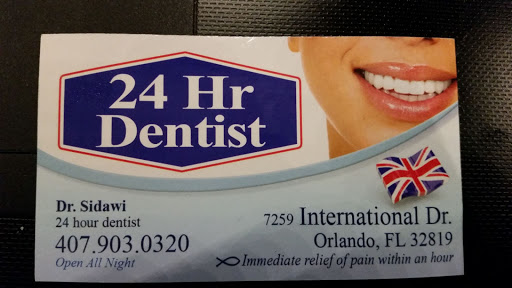 24 Hr
Dentist
Dr. Sidawi
24 hour dentist
407.903.0320
Open All Night
7259 International Dr.
Orlando, FL 32819
Immediate relief of pain within an hour